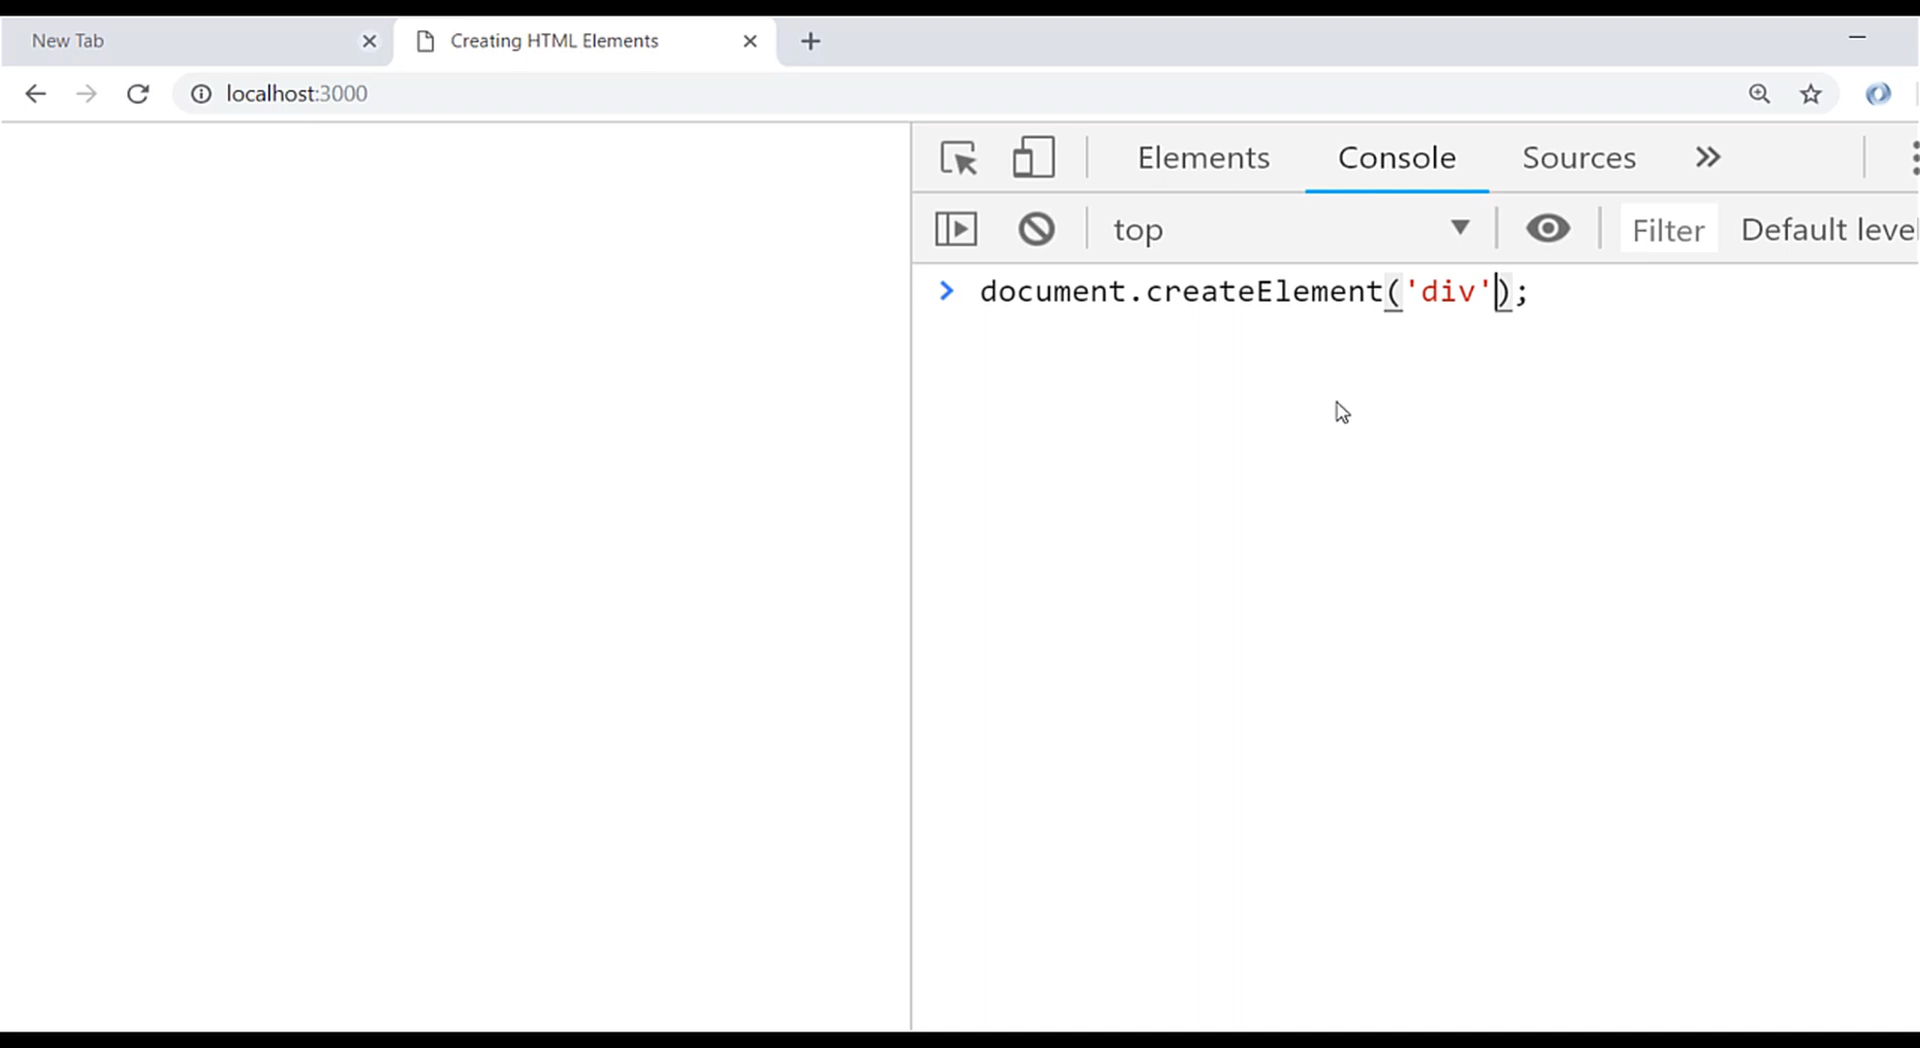 New Tab
Creating HTML Elements
localhost:3000
Elements Console Sources
top Filter Default leve
document.createElement('div');